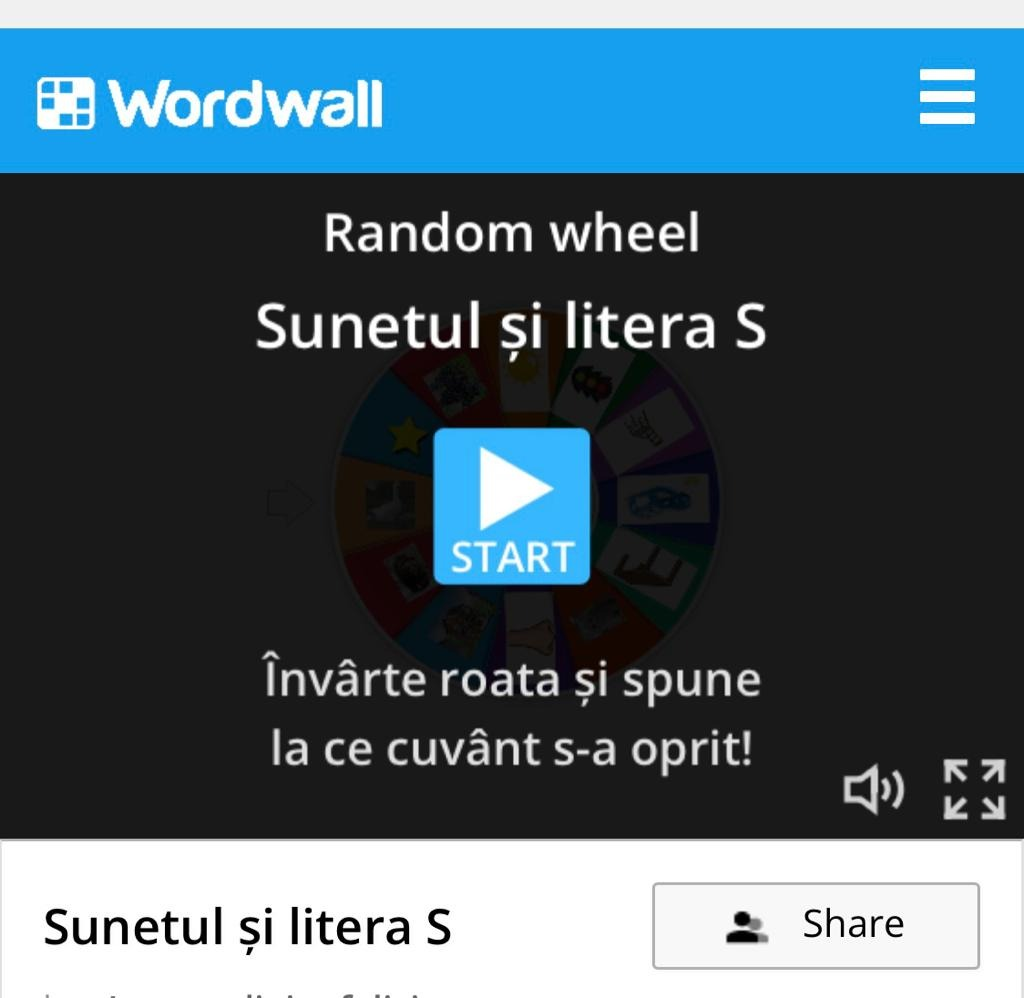 Wordwall
Random wheel
Sunetul și litera S
START
Învârte roata și spune
la ce cuvânt s-a oprit!
Sunetul și litera S
Share